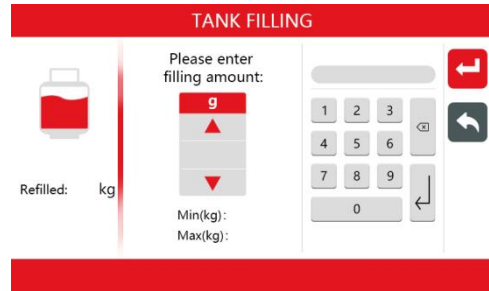 TANK FILLING
Refilled: kg
Please enter
filling amount:
g
Min(kg):
Max(kg):
1 2 3
4 5 6
7 8 9
0